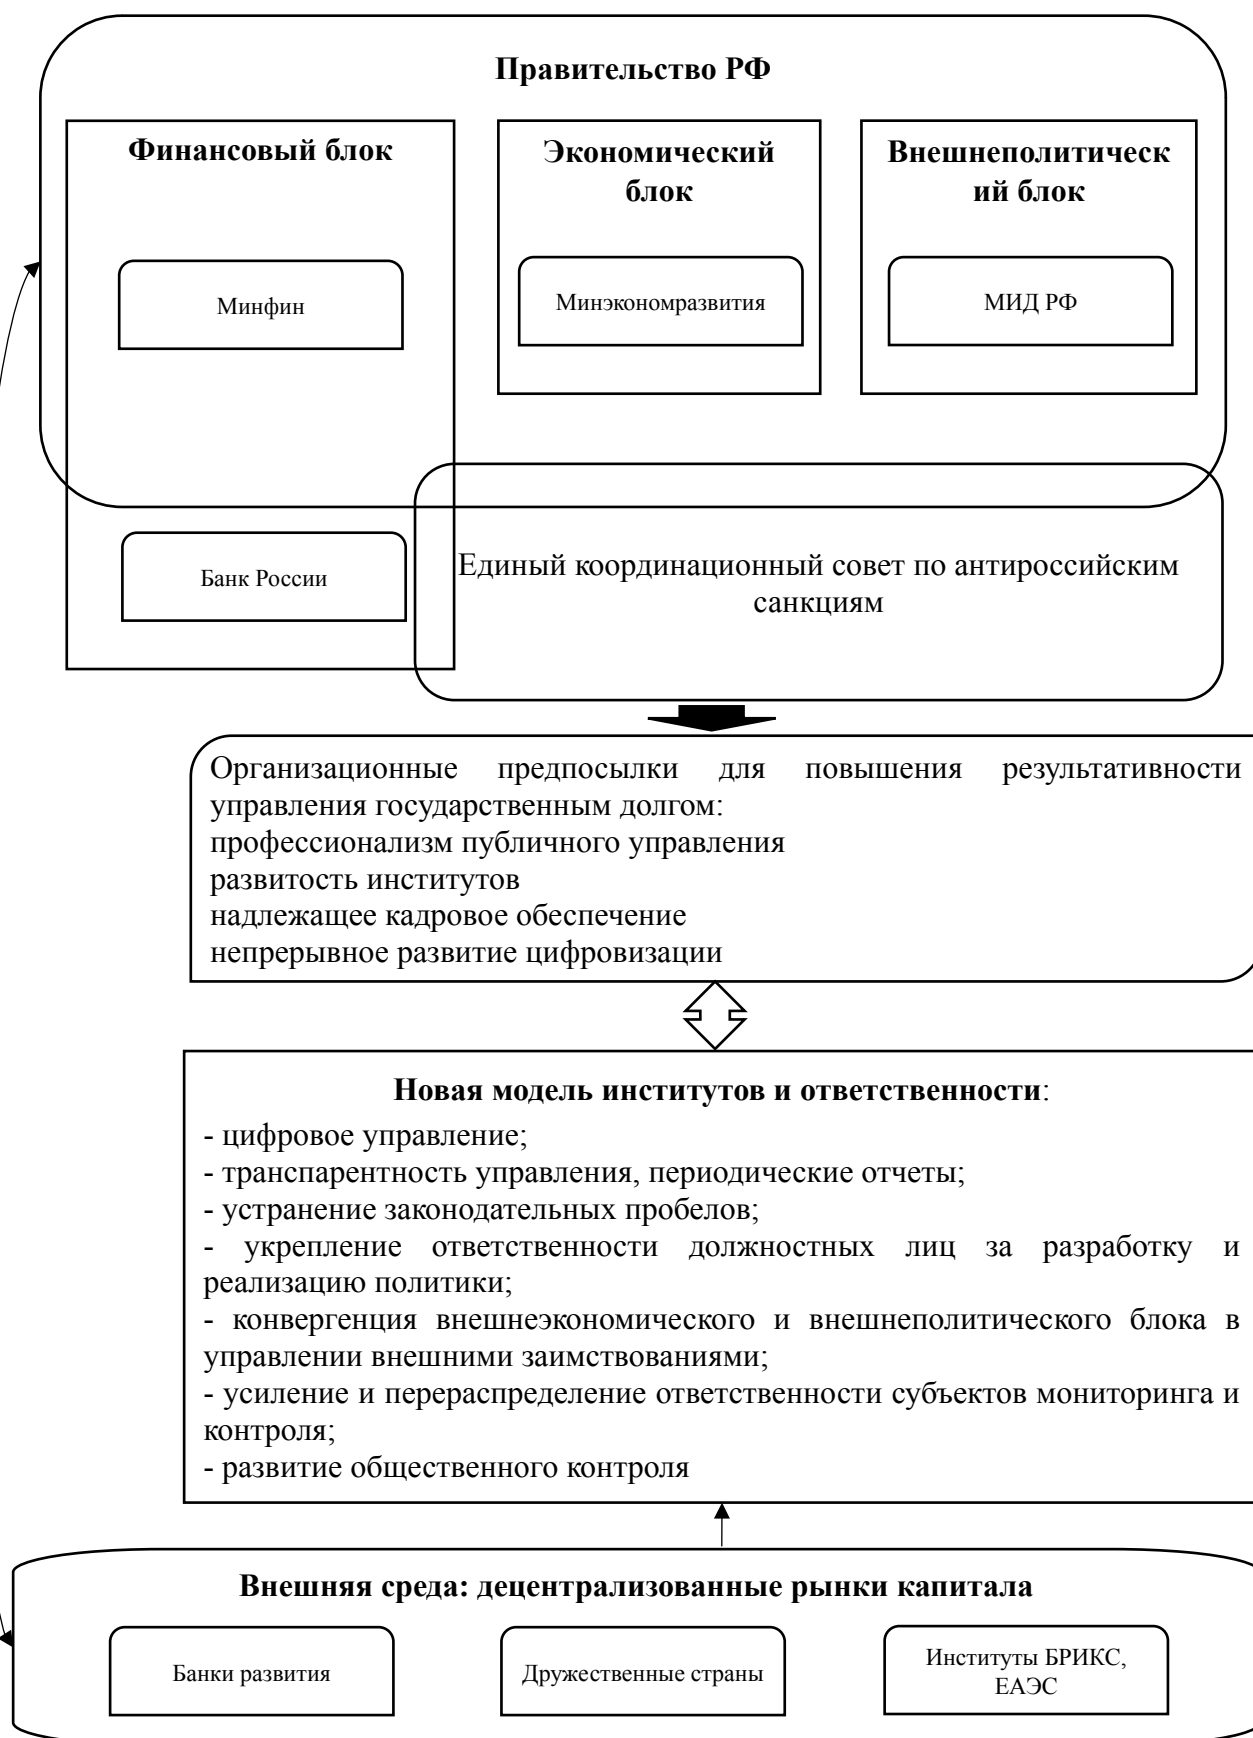 Правительство РФ
Финансовый блок
Экономический
блок
Внешнеполитическ
ий блок
Минфин
Минэкономразвития
МИД РФ
Банк России
Единый координационный совет по антироссийским
санкциям
Организационные предпосылки для повышения результативности
управления государственным долгом:
профессионализм публичного управления
развитость институтов
надлежащее кадровое обеспечение
непрерывное развитие цифровизации
Новая модель институтов и ответственности:
- цифровое управление;
- транспарентность управления, периодические отчеты;
- устранение законодательных пробелов;
- укрепление ответственности должностных лиц за разработку и
реализацию политики;
- конвергенция внешнеэкономического и внешнеполитического блока в
управлении внешними заимствованиями;
- усиление и перераспределение ответственности субъектов мониторинга и
контроля;
- развитие общественного контроля
Внешняя среда: децентрализованные рынки капитала
Банки развития
Дружественные страны
Институты БРИКС,
ЕАЭС